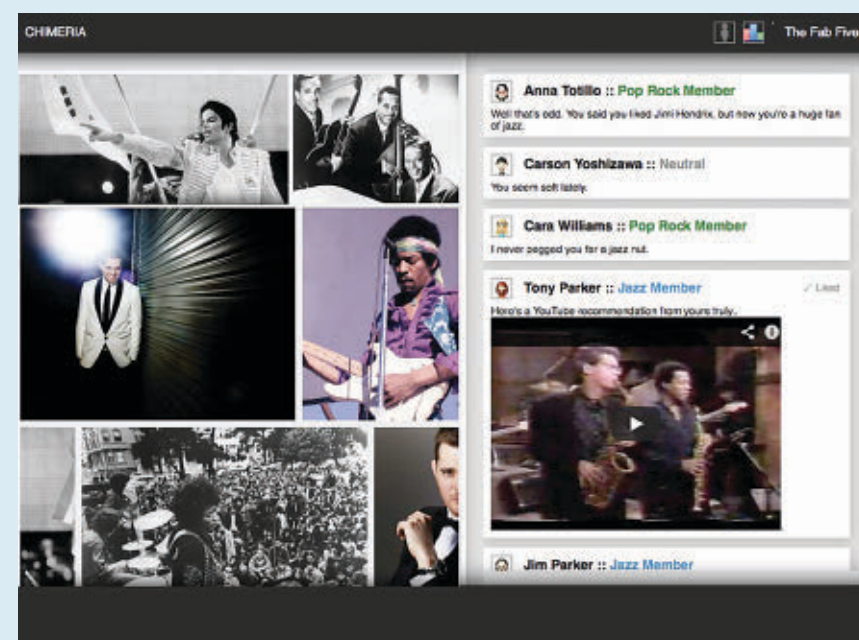 CHIMERIA
The Fab Five
Anna Totillo :: Pop Rock Member
Well that's odd. You said you liked Jimi Hendrix, but now you're a huge fan
of jazz.
Carson Yoshizawa :: Neutral
You seem soft lately.
Cara Williams :: Pop Rock Member
I never pegged you for a jazz nut.
Tony Parker :: Jazz Member
✓ Liked
Here's a YouTube recommendation from yours truly.
Jim Parker :: Jazz Member